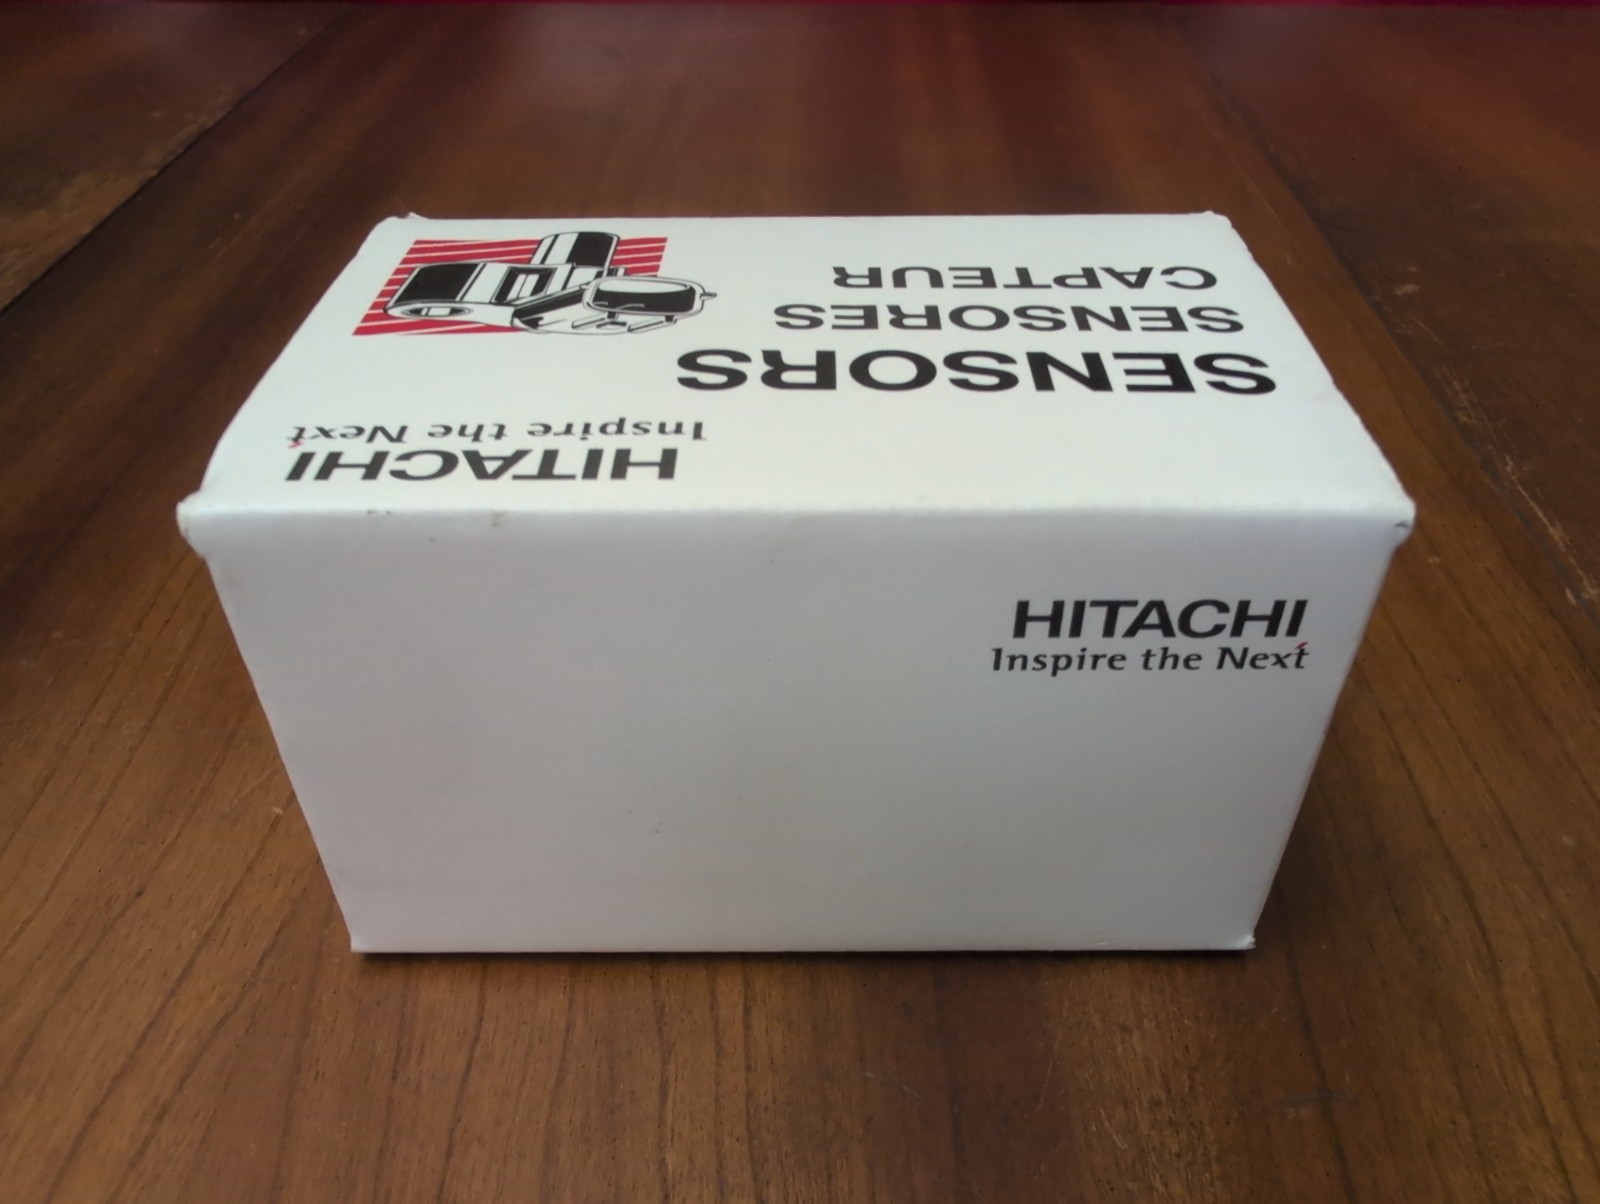 HITACHI
Inspire the Next
SENSORS
SENSORES
CAPTEUR
HITACHI
Inspire the Next